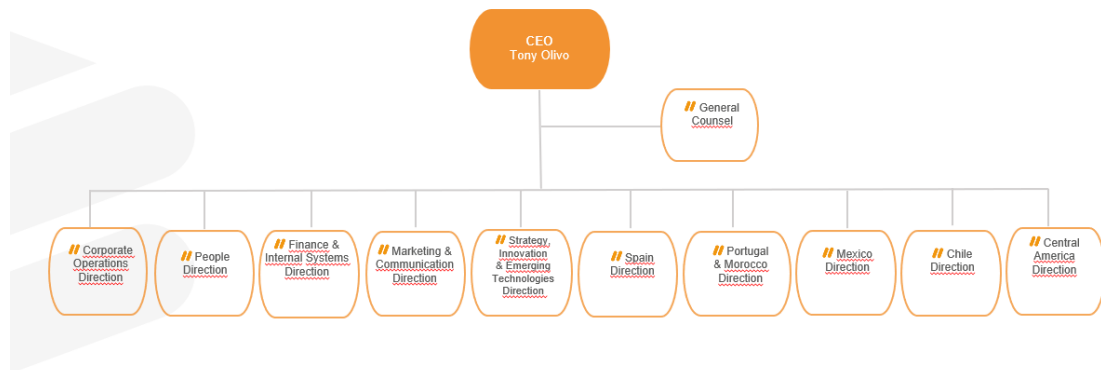 CEO
Tony Olivo
General
Counsel
Corporate
Operations
Direction
People
Direction
Finance &
Internal Systems
Direction
Marketing &
Communication
Direction
Strategy,
Innovation
& Emerging
Technologies
Direction
Spain
Direction
Portugal
& Morocco
Direction
Mexico
Direction
Chile
Direction
Central
America
Direction